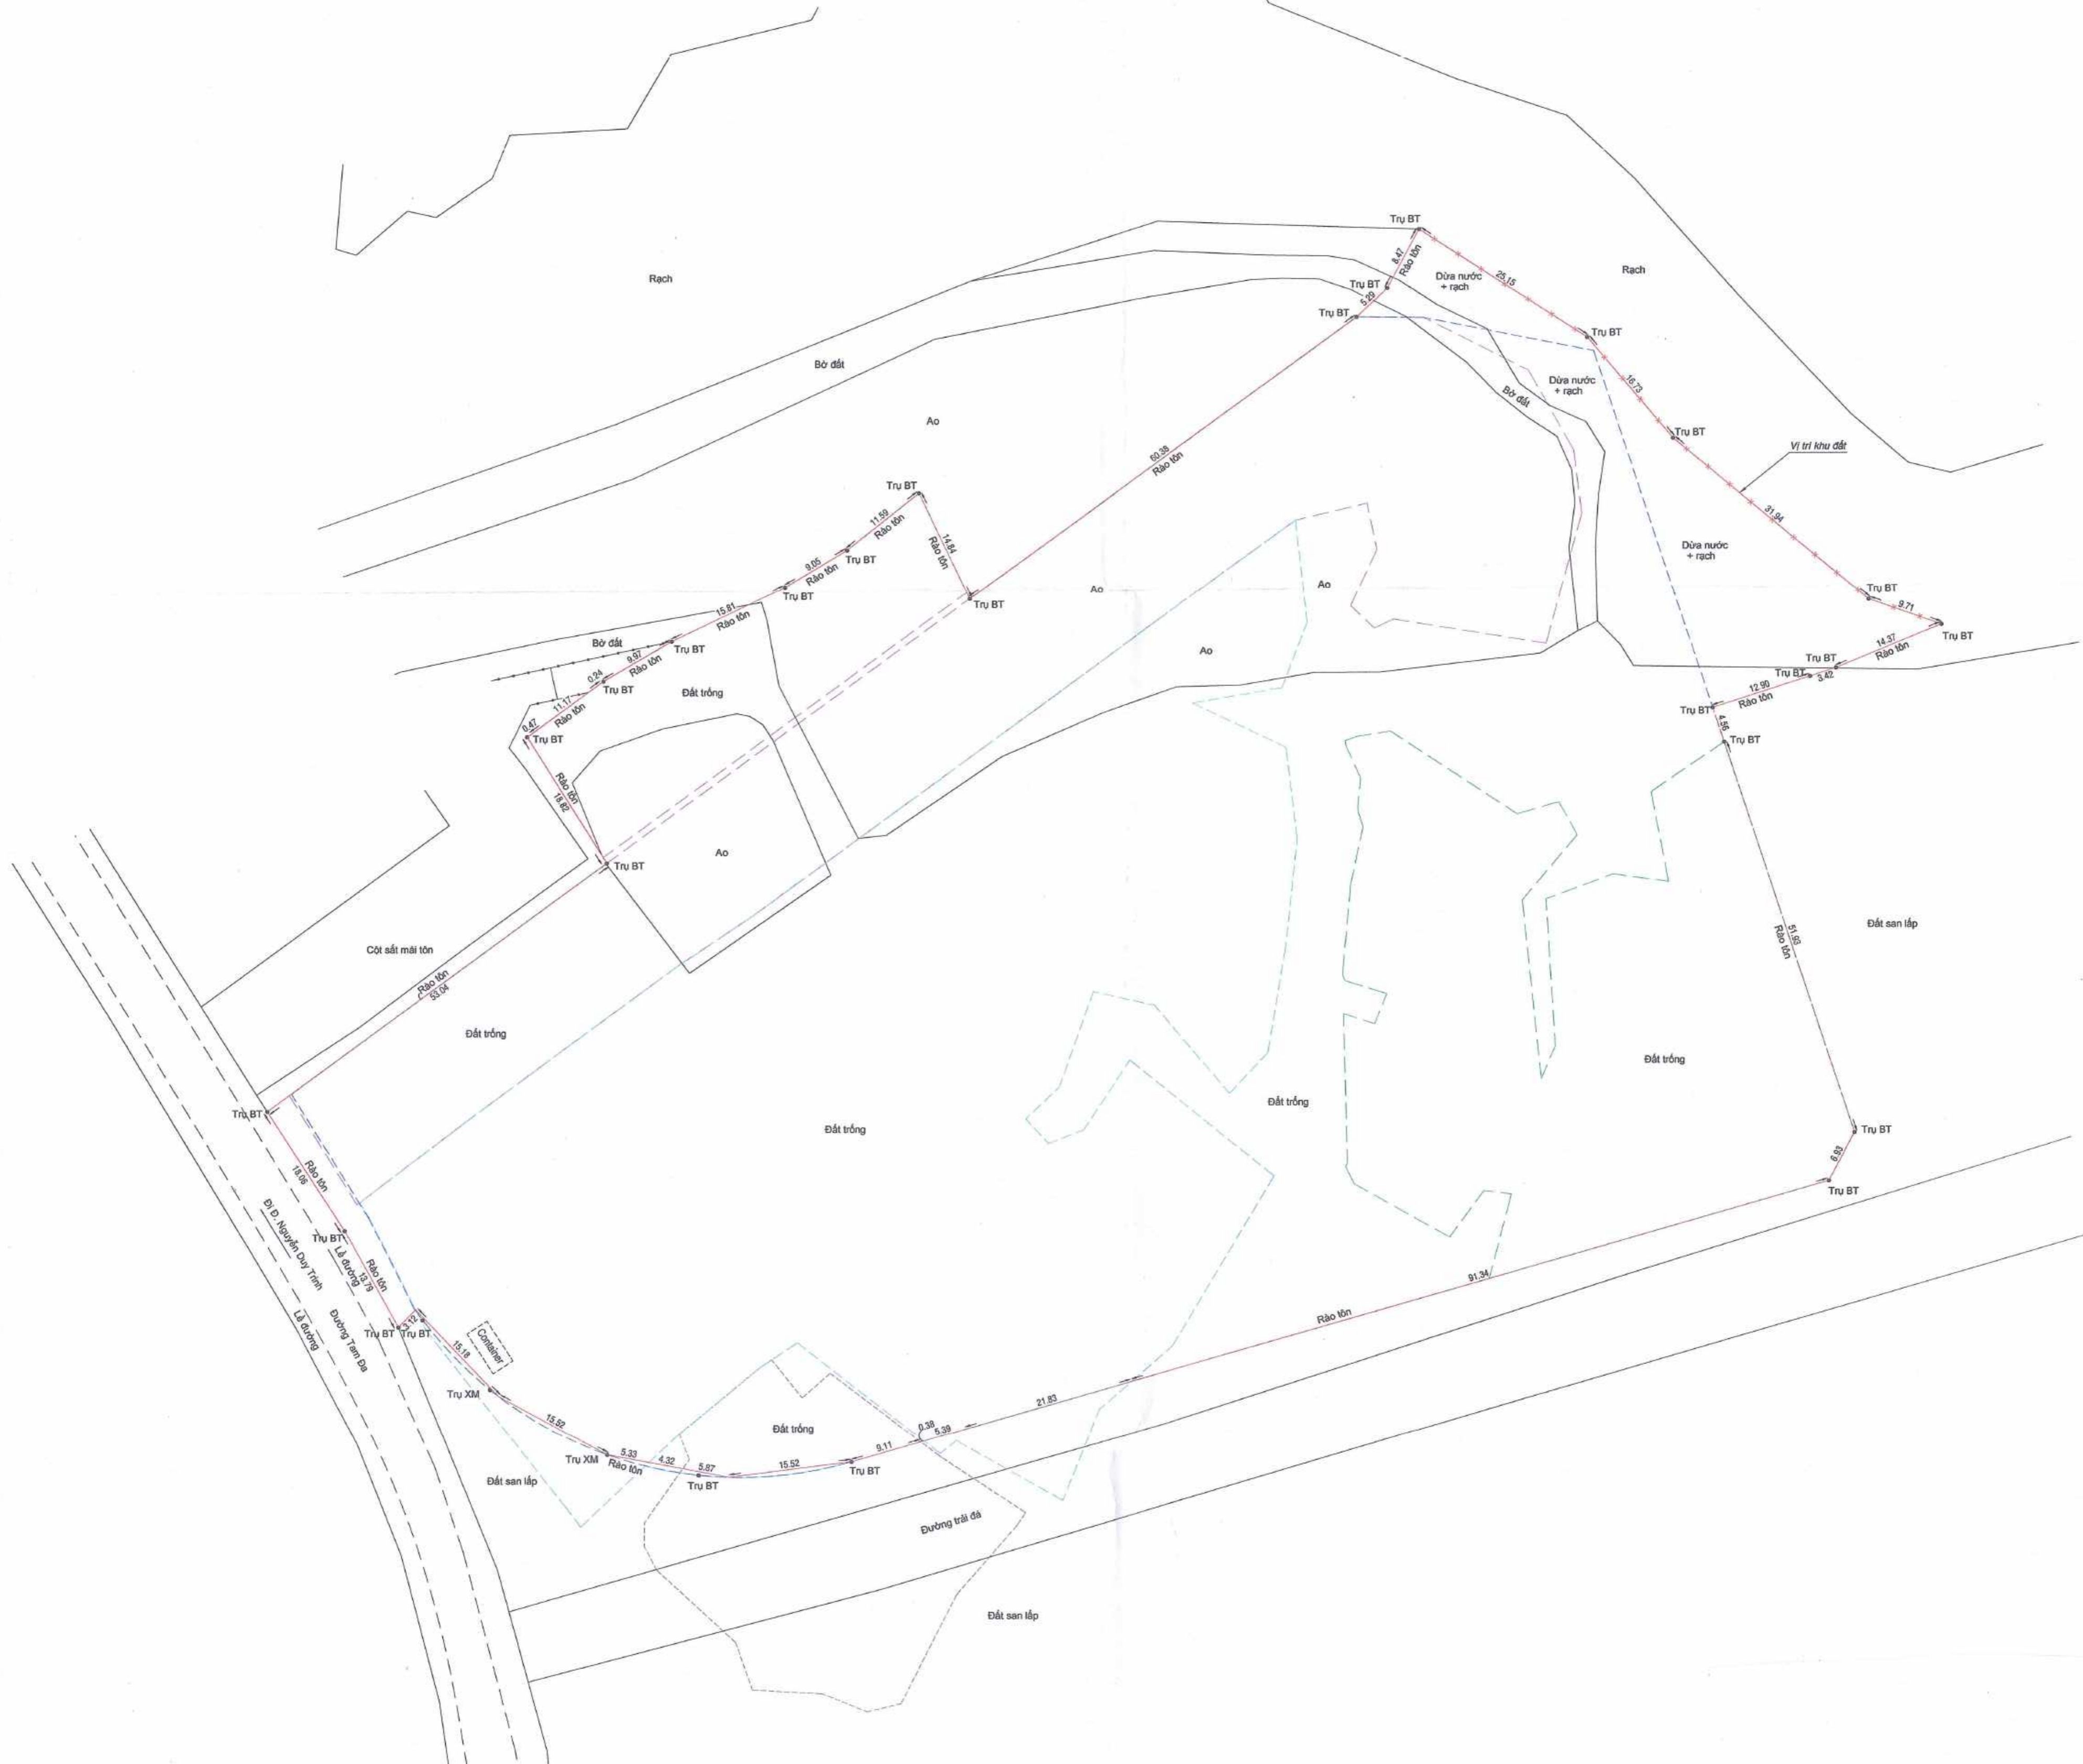 Trụ BT
Rạch
8.47
Rào tôn
Dừa nước
+ rạch
25.15
Rạch
Trụ BT
5.29
Trụ BT
Trụ BT
Bờ đất
Dừa nước
+ rạch
16.73
Bờ đất
Ao
Trụ BT
Vị trí khu đất
60.38
Rào tôn
Trụ BT
11.59
Rào tôn
31.94
14.84
Rào tôn
Trụ BT
Dừa nước
+ rạch
9.05
Rào tôn
Trụ BT
Ao
Ao
Trụ BT
Trụ BT
9.71
15.81
Rào tôn
Trụ BT
Bờ đất
9.97
Rào tôn
Trụ BT
Ao
14.37
Rào tôn
Trụ BT
Trụ BT
3.42
0.24
Trụ BT
Đất trống
12.90
Rào tôn
11.17
Rào tôn
Trụ BT
4.56
0.47
Trụ BT
Trụ BT
Rào tôn
18.82
Ao
Trụ BT
51.93
Rào tôn
Đất san lấp
Cột sắt mái tôn
Rào tôn
53.04
Đất trống
Đất trống
Trụ BT
Đất trống
Đất trống
Trụ BT
6.93
Trụ BT
Rào tôn
18.06
Đi Đ. Nguyễn Duy Trinh
Trụ BT
Lề đường
Rào tôn
13.79
91.34
Rào tôn
Lề đường
Đường Tam Đa
3.12
Trụ BT
Trụ BT
15.18
Container
Trụ XM
21.83
15.52
Đất trống
0.38
5.39
9.11
Trụ XM
5.33
Rào tôn
4.32
5.87
15.52
Trụ BT
Trụ BT
Đất san lấp
Đường trải đá
Đất san lấp